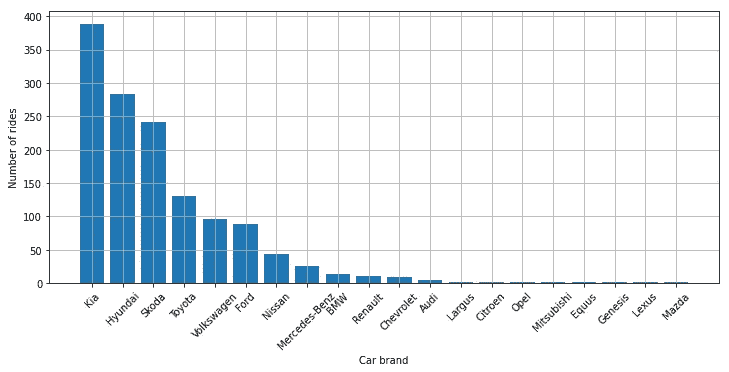 400
350
300
250
200
150
100
50
0
Number of rides
Kia
Hyundai
Skoda
Toyota
Volkswagen
Ford
Nissan
Mercedes-Benz
BMW
Renault
Chevrolet
Audi
Largus
Citroen
Opel
Mitsubishi
Equus
Genesis
Lexus
Mazda
Car brand